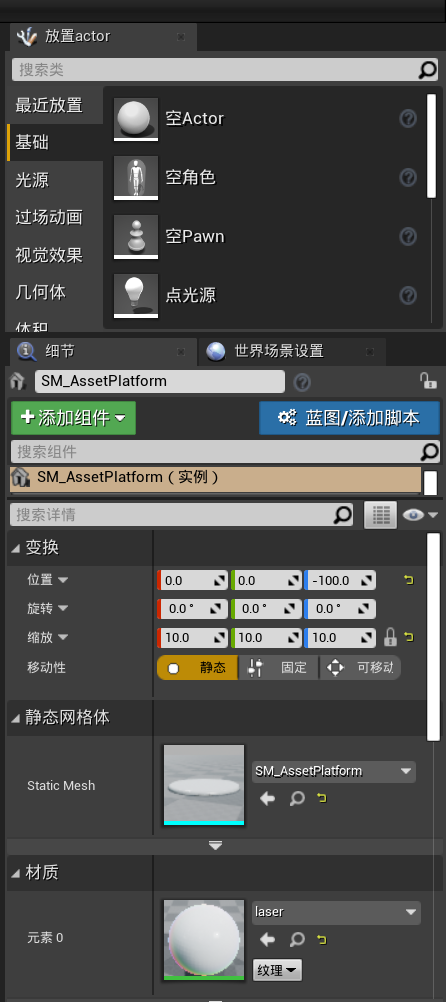 放置actor
搜索类
最近放置
基础
光源
过场动画
视觉效果
几何体
体积
空Actor
空角色
空Pawn
点光源
细节
世界场景设置
SM_AssetPlatform
添加组件
蓝图/添加脚本
搜索组件
SM_AssetPlatform（实例）
搜索详情
变换
位置 0.0 0.0 -100.0
旋转 0.0 ° 0.0 ° 0.0 °
缩放 10.0 10.0 10.0
移动性 静态 固定 可移动
静态网格体
Static Mesh
SM_AssetPlatform
材质
元素 0
laser
纹理